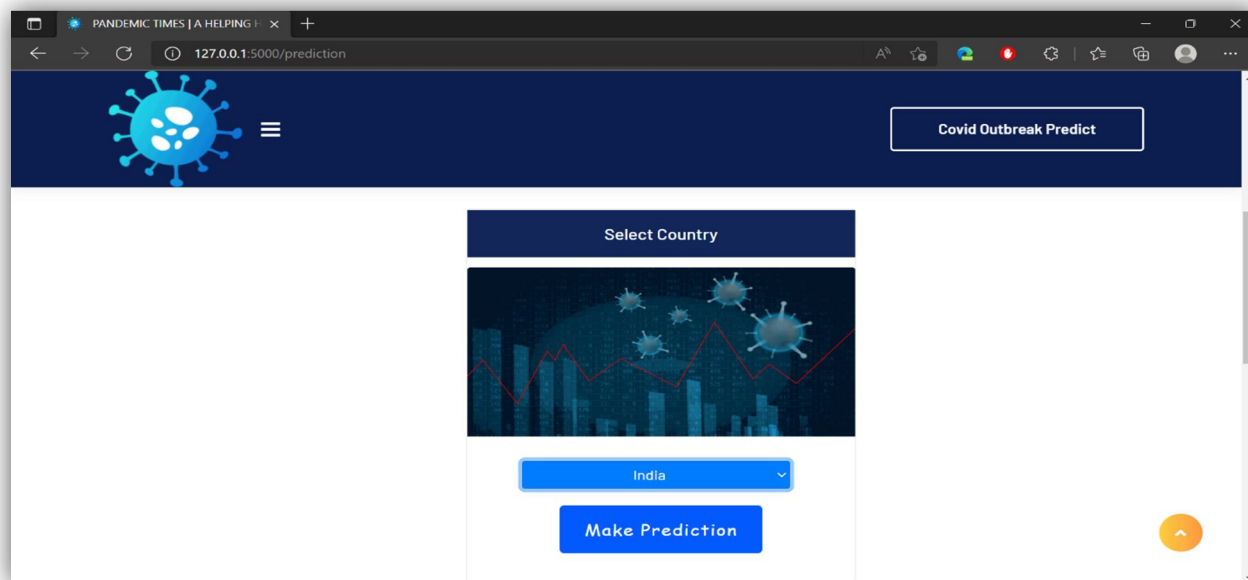 PANDEMIC TIMES | A HELPING H
127.0.0.1:5000/prediction
Covid Outbreak Predict
Select Country
India
Make Prediction